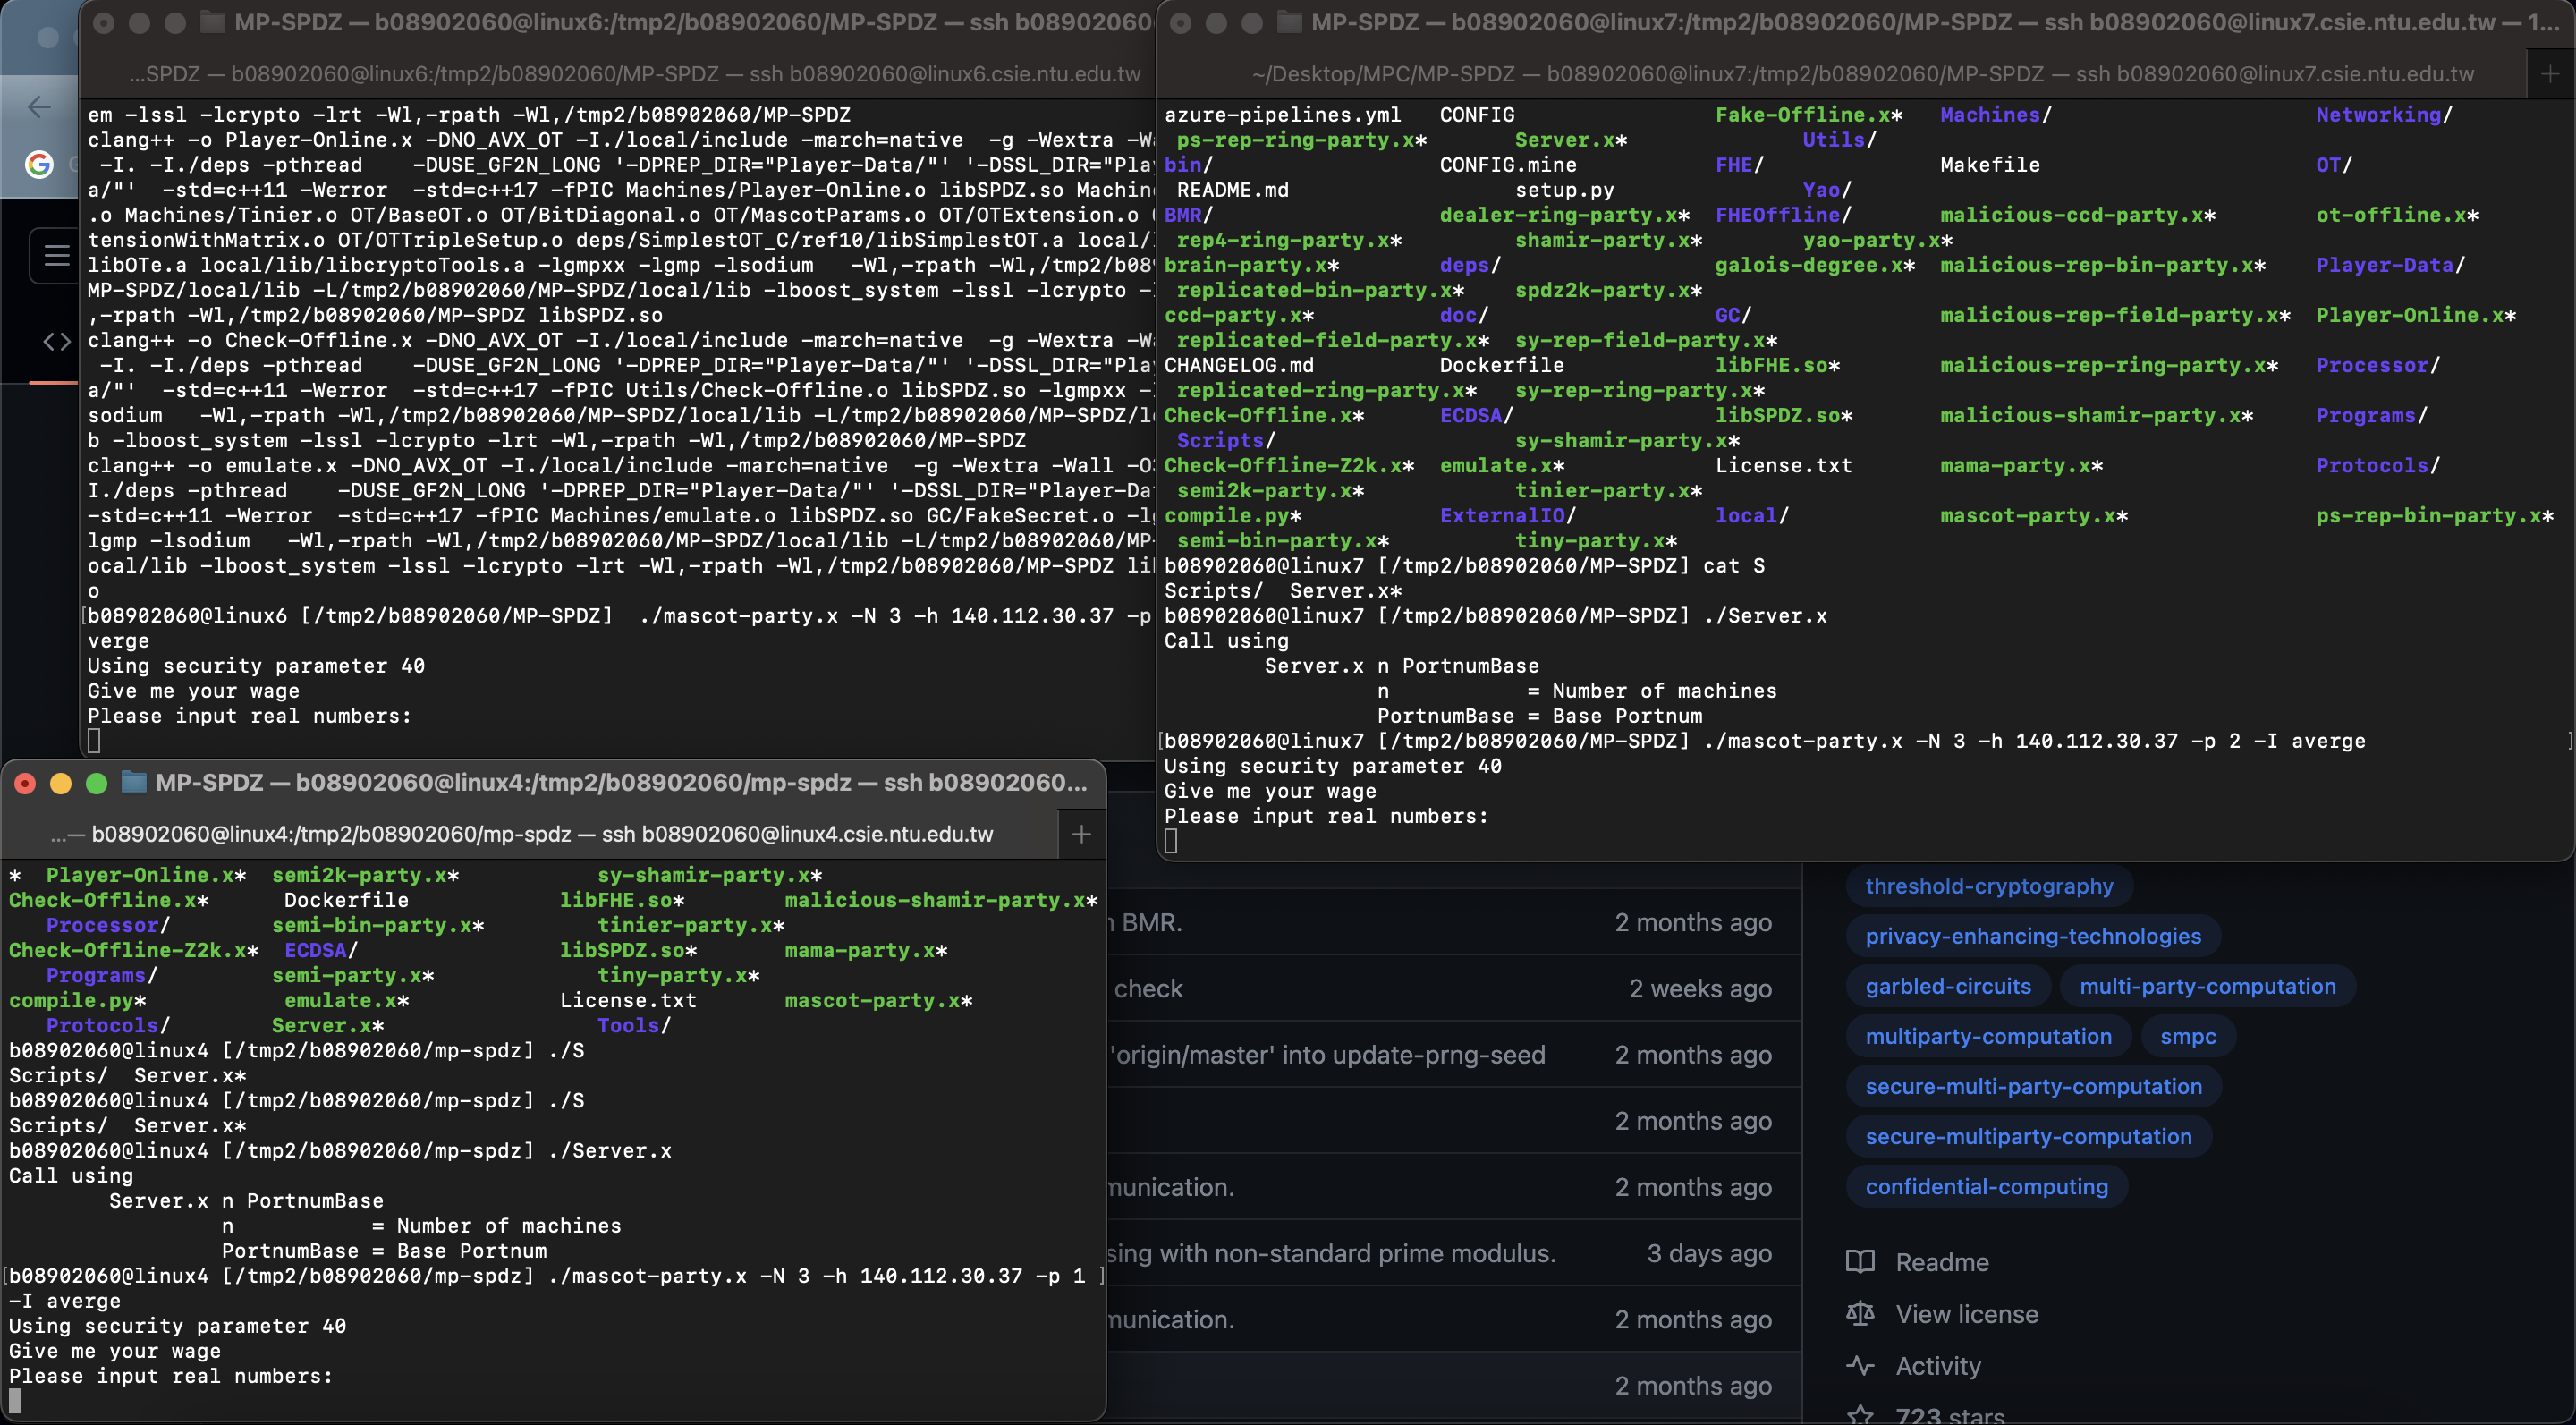 MP-SPDZ — b08902060@linux6:/tmp2/b08902060/MP-SPDZ — ssh b08902060
...SPDZ — b08902060@linux6:/tmp2/b08902060/MP-SPDZ — ssh b08902060@linux6.csie.ntu.edu.tw
em -lssl -lcrypto -lrt -Wl,-rpath -Wl,/tmp2/b08902060/MP-SPDZ
clang++ -o Player-Online.x -DNO_AVX_OT -I./local/include -march=native  -g -Wextra -Wa
 -I. -I./deps -pthread    -DUSE_GF2N_LONG '-DPREP_DIR="Player-Data/"' '-DSSL_DIR="Play
a/"'  -std=c++11 -Werror  -std=c++17 -fPIC Machines/Player-Online.o libSPDZ.so Machine
.o Machines/Tinier.o OT/BaseOT.o OT/BitDiagonal.o OT/MascotParams.o OT/OTExtension.o
tensionWithMatrix.o OT/OTTripleSetup.o deps/SimplestOT_C/ref10/libSimplestOT.a local/
libOTe.a local/lib/libcryptoTools.a -lgmpxx -lgmp -lsodium   -Wl,-rpath -Wl,/tmp2/b08
MP-SPDZ/local/lib -L/tmp2/b08902060/MP-SPDZ/local/lib -lboost_system -lssl -lcrypto -
,-rpath -Wl,/tmp2/b08902060/MP-SPDZ libSPDZ.so
clang++ -o Check-Offline.x -DNO_AVX_OT -I./local/include -march=native  -g -Wextra -Wa
 -I. -I./deps -pthread    -DUSE_GF2N_LONG '-DPREP_DIR="Player-Data/"' '-DSSL_DIR="Play
a/"'  -std=c++11 -Werror  -std=c++17 -fPIC Utils/Check-Offline.o libSPDZ.so -lgmpxx -
sodium   -Wl,-rpath -Wl,/tmp2/b08902060/MP-SPDZ/local/lib -L/tmp2/b08902060/MP-SPDZ/l
b -lboost_system -lssl -lcrypto -lrt -Wl,-rpath -Wl,/tmp2/b08902060/MP-SPDZ
clang++ -o emulate.x -DNO_AVX_OT -I./local/include -march=native  -g -Wextra -Wall -O
I./deps -pthread    -DUSE_GF2N_LONG '-DPREP_DIR="Player-Data/"' '-DSSL_DIR="Player-Da
-std=c++11 -Werror  -std=c++17 -fPIC Machines/emulate.o libSPDZ.so GC/FakeSecret.o -l
lgmp -lsodium   -Wl,-rpath -Wl,/tmp2/b08902060/MP-SPDZ/local/lib -L/tmp2/b08902060/MP-
ocal/lib -lboost_system -lssl -lcrypto -lrt -Wl,-rpath -Wl,/tmp2/b08902060/MP-SPDZ li
o
[b08902060@linux6 [/tmp2/b08902060/MP-SPDZ]  ./mascot-party.x -N 3 -h 140.112.30.37 -p
verge
Using security parameter 40
Give me your wage
Please input real numbers:
MP-SPDZ — b08902060@linux7:/tmp2/b08902060/MP-SPDZ — ssh b08902060@linux7.csie.ntu.edu.tw — 1...
~/Desktop/MPC/MP-SPDZ — b08902060@linux7:/tmp2/b08902060/MP-SPDZ — ssh b08902060@linux7.csie.ntu.edu.tw
azure-pipelines.yml   CONFIG   Fake-Offline.x*   Machines/   Networking/
 ps-rep-ring-party.x*   Server.x*   Utils/
bin/   CONFIG.mine   FHE/   Makefile   OT/
 README.md   setup.py   Yao/
BMR/   dealer-ring-party.x*   FHEOffline/   malicious-ccd-party.x*   ot-offline.x*
 rep4-ring-party.x*   shamir-party.x*   yao-party.x*
brain-party.x*   deps/   galois-degree.x*   malicious-rep-bin-party.x*   Player-Data/
 replicated-bin-party.x*   spdz2k-party.x*
ccd-party.x*   doc/   GC/   malicious-rep-field-party.x*   Player-Online.x*
 replicated-field-party.x*   sy-rep-field-party.x*
CHANGELOG.md   Dockerfile   libFHE.so*   malicious-rep-ring-party.x*   Processor/
 replicated-ring-party.x*   sy-rep-ring-party.x*
Check-Offline.x*   ECDSA/   libSPDZ.so*   malicious-shamir-party.x*   Programs/
 Scripts/   sy-shamir-party.x*
Check-Offline-Z2k.x*   emulate.x*   License.txt   mama-party.x*   Protocols/
 semi2k-party.x*   tinier-party.x*
compile.py*   ExternalIO/   local/   mascot-party.x*   ps-rep-bin-party.x*
 semi-bin-party.x*   tiny-party.x*
b08902060@linux7 [/tmp2/b08902060/MP-SPDZ] cat S
Scripts/  Server.x*
b08902060@linux7 [/tmp2/b08902060/MP-SPDZ] ./Server.x
Call using
        Server.x n PortnumBase
                 n           = Number of machines
                 PortnumBase = Base Portnum
[b08902060@linux7 [/tmp2/b08902060/MP-SPDZ] ./mascot-party.x -N 3 -h 140.112.30.37 -p 2 -I averge ]
Using security parameter 40
Give me your wage
Please input real numbers:
MP-SPDZ — b08902060@linux4:/tmp2/b08902060/mp-spdz — ssh b08902060...
...— b08902060@linux4:/tmp2/b08902060/mp-spdz — ssh b08902060@linux4.csie.ntu.edu.tw
*  Player-Online.x*  semi2k-party.x*   sy-shamir-party.x*
Check-Offline.x*   Dockerfile   libFHE.so*   malicious-shamir-party.x*
   Processor/   semi-bin-party.x*   tinier-party.x*
Check-Offline-Z2k.x*  ECDSA/   libSPDZ.so*   mama-party.x*
   Programs/   semi-party.x*   tiny-party.x*
compile.py*   emulate.x*   License.txt   mascot-party.x*
   Protocols/   Server.x*   Tools/
b08902060@linux4 [/tmp2/b08902060/mp-spdz] ./S
Scripts/  Server.x*
b08902060@linux4 [/tmp2/b08902060/mp-spdz] ./S
Scripts/  Server.x*
b08902060@linux4 [/tmp2/b08902060/mp-spdz] ./Server.x
Call using
        Server.x n PortnumBase
                 n           = Number of machines
                 PortnumBase = Base Portnum
[b08902060@linux4 [/tmp2/b08902060/mp-spdz] ./mascot-party.x -N 3 -h 140.112.30.37 -p 1 ]
-I averge
Using security parameter 40
Give me your wage
Please input real numbers:
BMR.   2 months ago
check   2 weeks ago
'origin/master' into update-prng-seed   2 months ago
2 months ago
munication.   2 months ago
sing with non-standard prime modulus.   3 days ago
munication.   2 months ago
2 months ago
threshold-cryptography
privacy-enhancing-technologies
garbled-circuits   multi-party-computation
multiparty-computation   smpc
secure-multi-party-computation
secure-multiparty-computation
confidential-computing
Readme
View license
Activity
723 stars